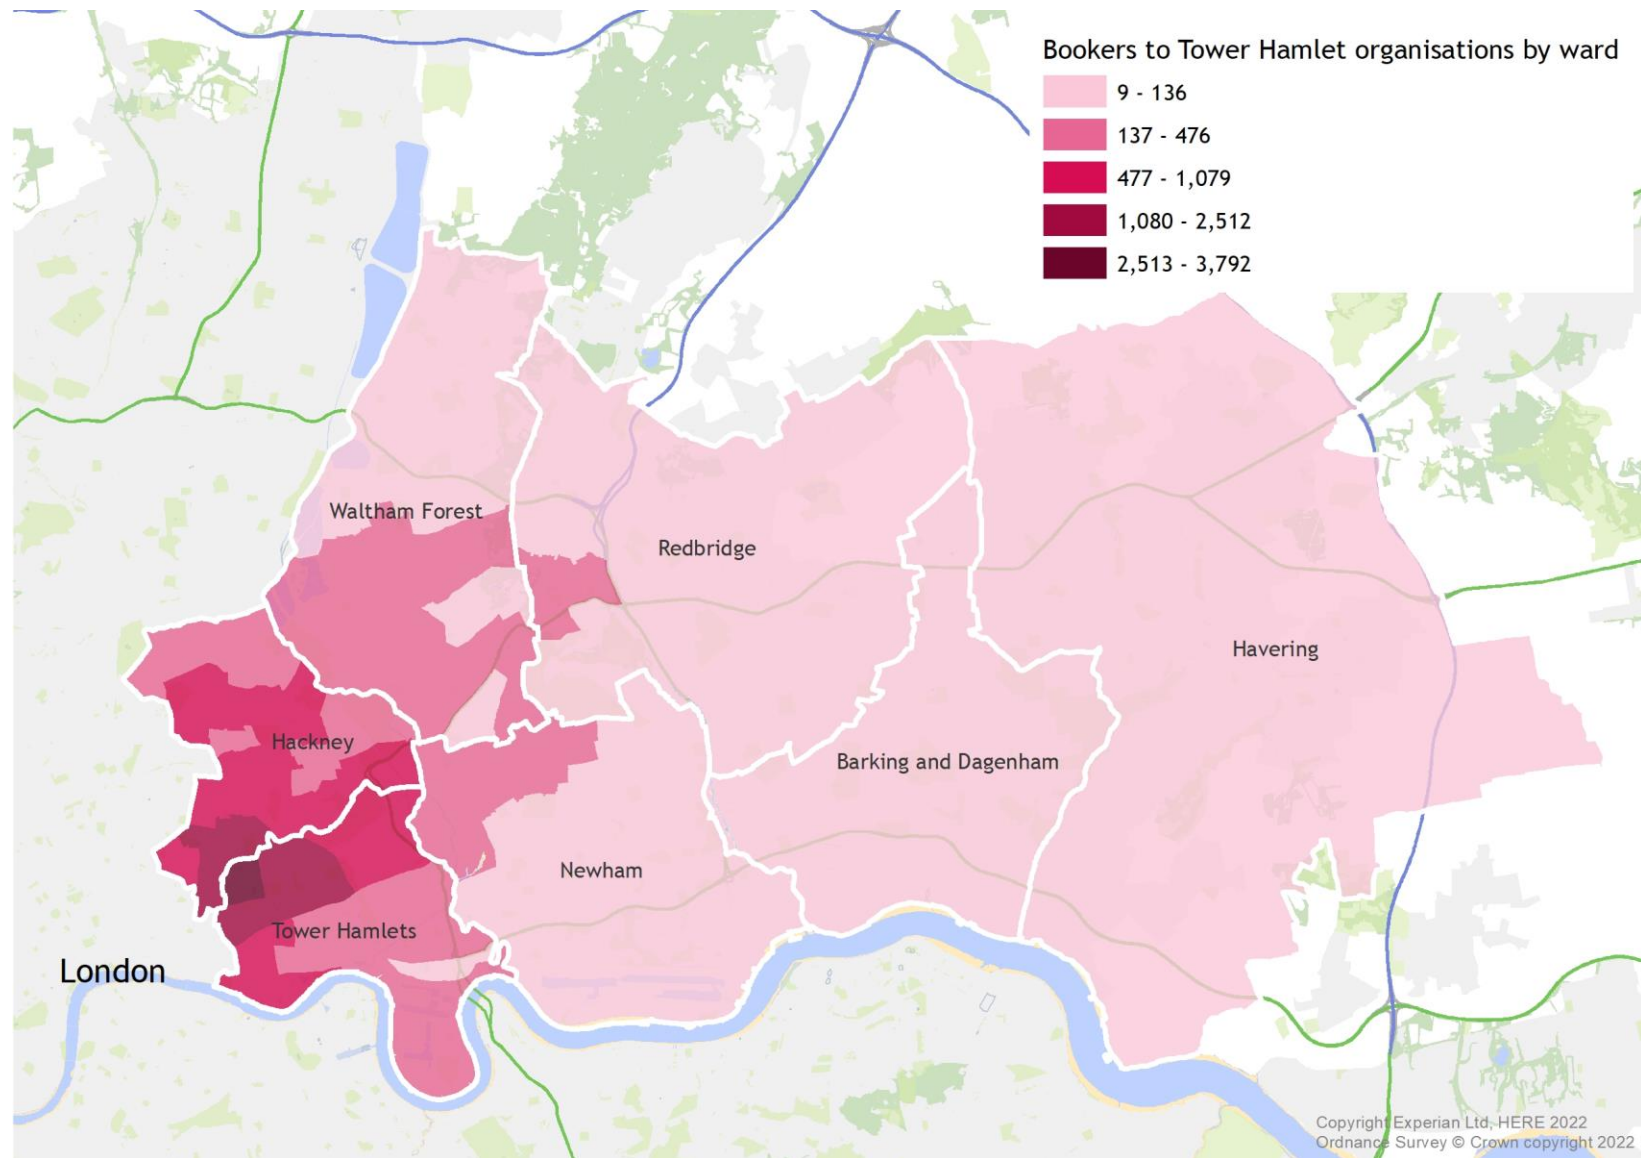 Bookers to Tower Hamlet organisations by ward
9 - 136
137 - 476
477 - 1,079
1,080 - 2,512
2,513 - 3,792
Waltham Forest
Redbridge
Havering
Hackney
Barking and Dagenham
Newham
Tower Hamlets
London
Copyright Experian Ltd, HERE 2022
Ordnance Survey © Crown copyright 2022